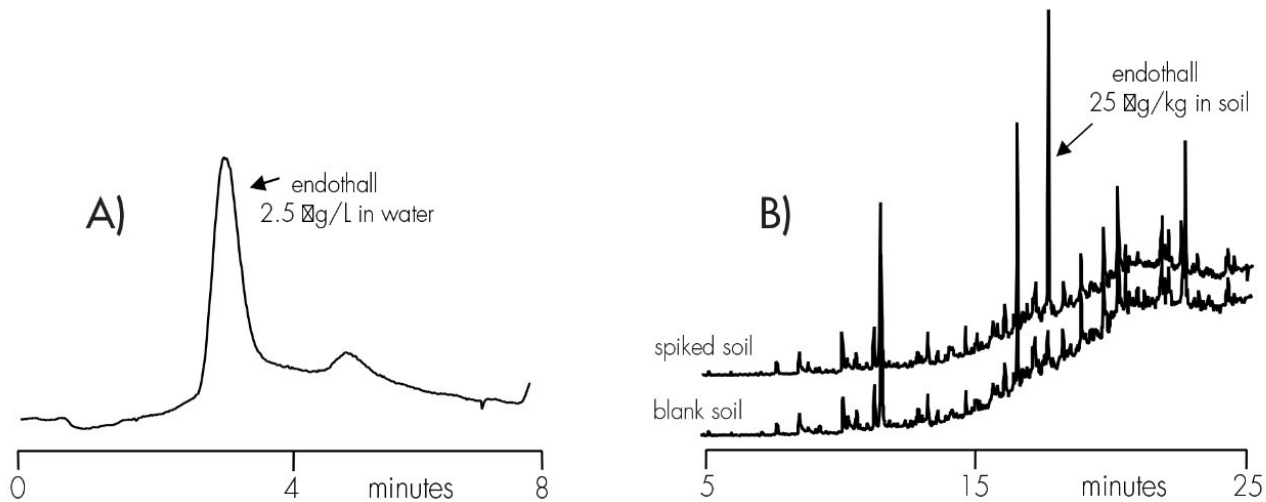 A)
endothall
2.5 □g/L in water
0
4
minutes
8
B)
endothall
25 □g/kg in soil
spiked soil
blank soil
5
15
minutes
25